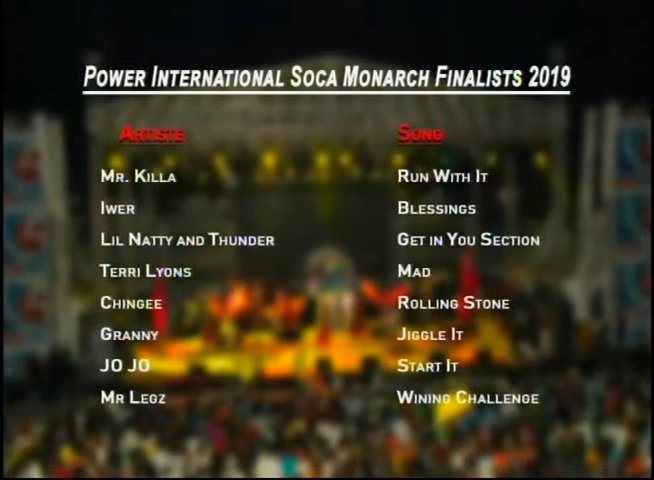 POWER INTERNATIONAL SOCA MONARCH FINALISTS 2019
ARTISTE SONG
MR. KILLA RUN WITH IT
IWER BLESSINGS
LIL NATTY AND THUNDER GET IN YOU SECTION
TERRI LYONS MAD
CHINGEE ROLLING STONE
GRANNY JIGGLE IT
JO JO START IT
MR LEGZ WINING CHALLENGE